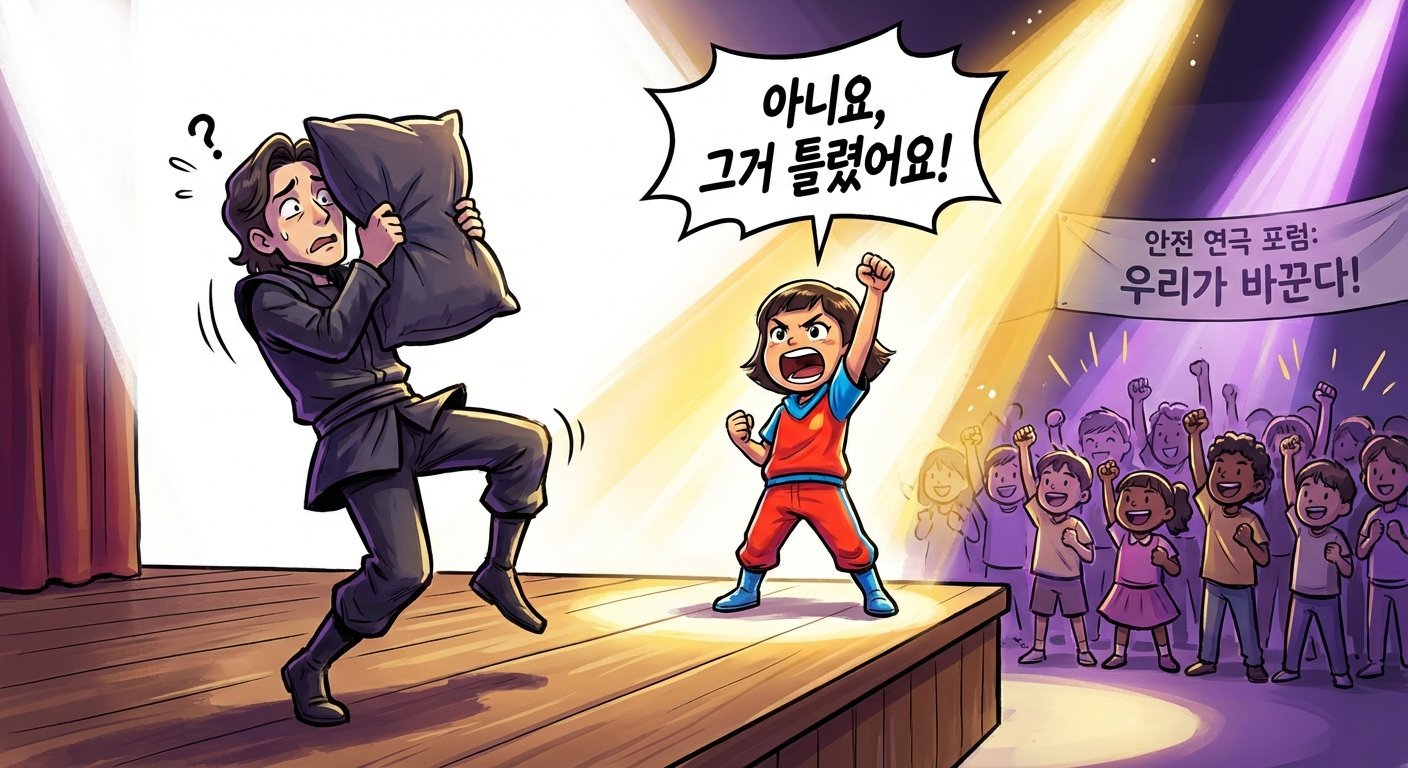 ?
아니요,
그거 틀렸어요!
안전 연극 포럼:
우리가 바꾼다!